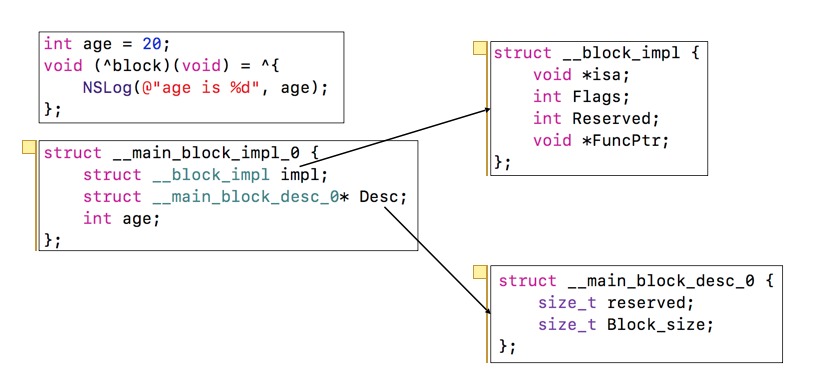 int age = 20;
void (^block)(void) = ^{
    NSLog(@"age is %d", age);
};
struct __main_block_impl_0 {
    struct __block_impl impl;
    struct __main_block_desc_0* Desc;
    int age;
};
struct __block_impl {
    void *isa;
    int Flags;
    int Reserved;
    void *FuncPtr;
};
struct __main_block_desc_0 {
    size_t reserved;
    size_t Block_size;
};